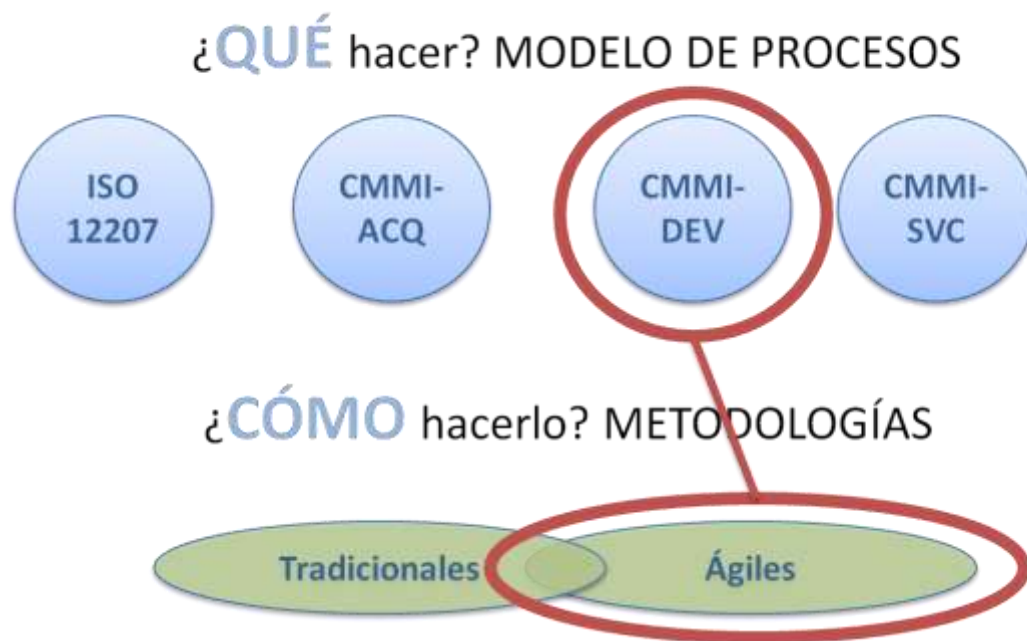 ¿QUÉ hacer? MODELO DE PROCESOS
ISO
12207
CMMI-
ACQ
CMMI-
DEV
CMMI-
SVC
¿CÓMO hacerlo? METODOLOGÍAS
Tradicionales
Ágiles